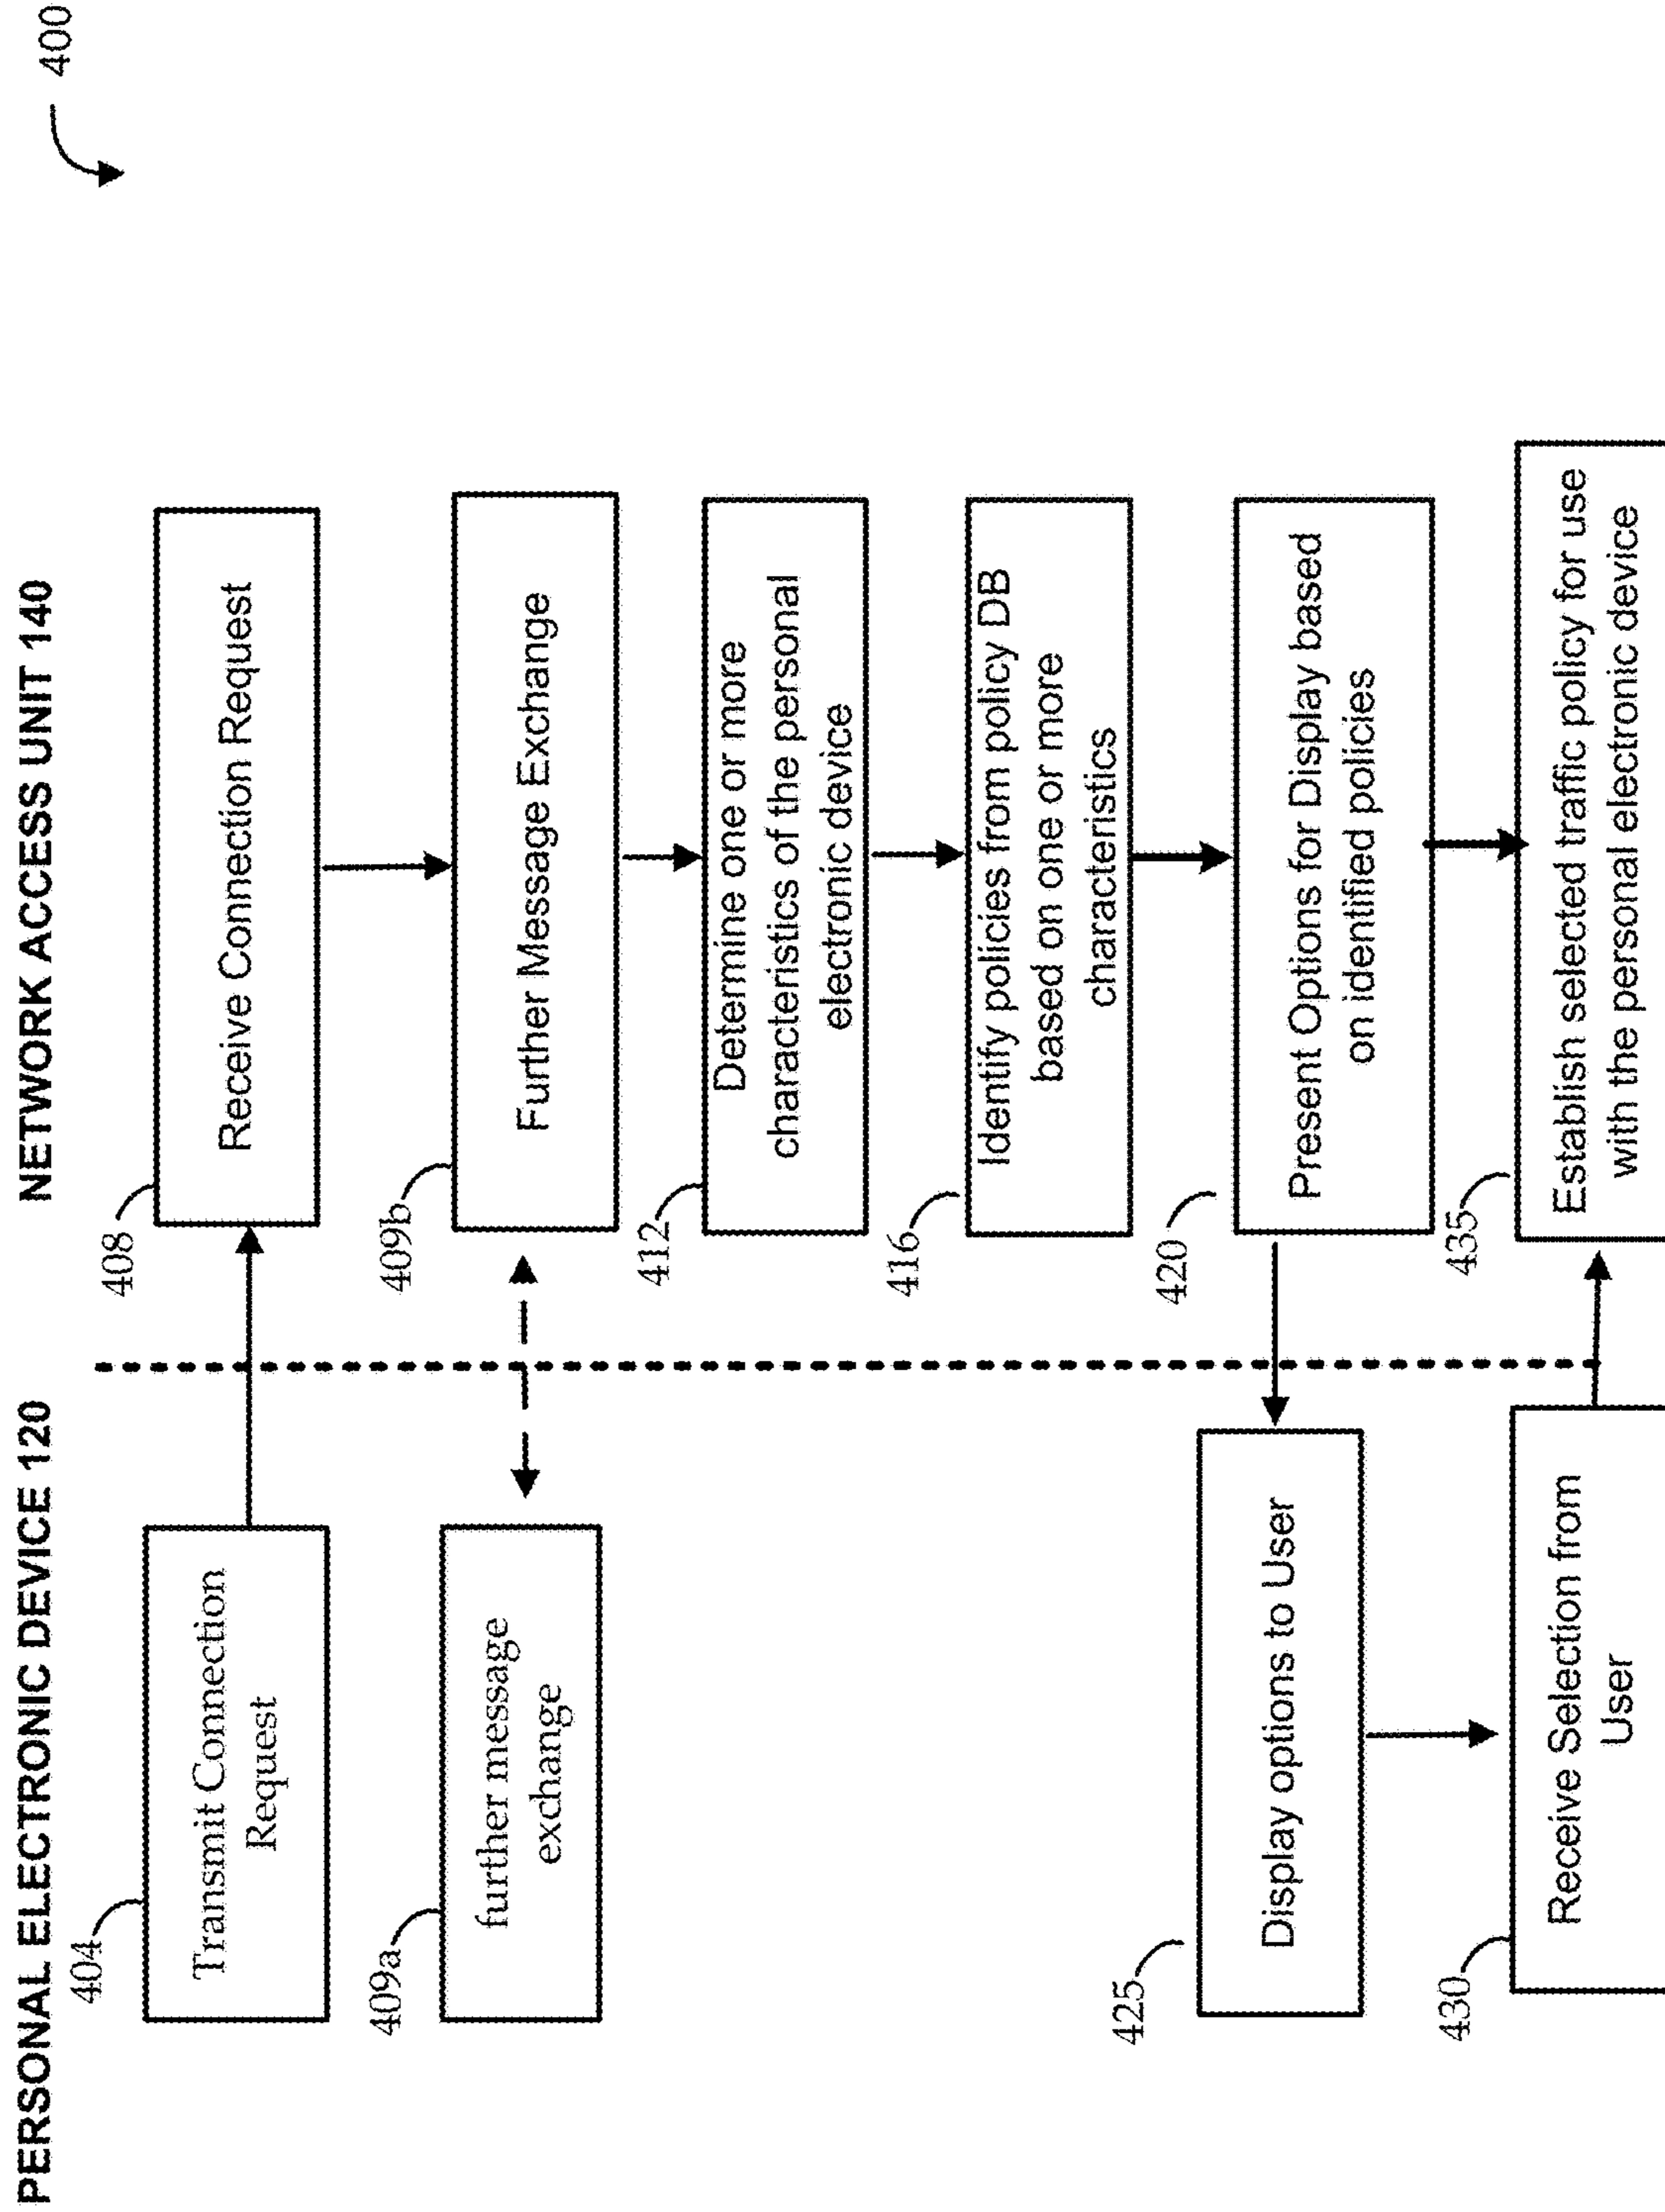 400
PERSONAL ELECTRONIC DEVICE 120
NETWORK ACCESS UNIT 140
404
Transmit Connection
Request
408
Receive Connection Request
409a
further message
exchange
409b
Further Message Exchange
412
Determine one or more
characteristics of the personal
electronic device
416
Identify policies from policy DB
based on one or more
characteristics
420
Present Options for Display based
on identified policies
425
Display options to User
430
Receive Selection from
User
435
Establish selected traffic policy for use
with the personal electronic device